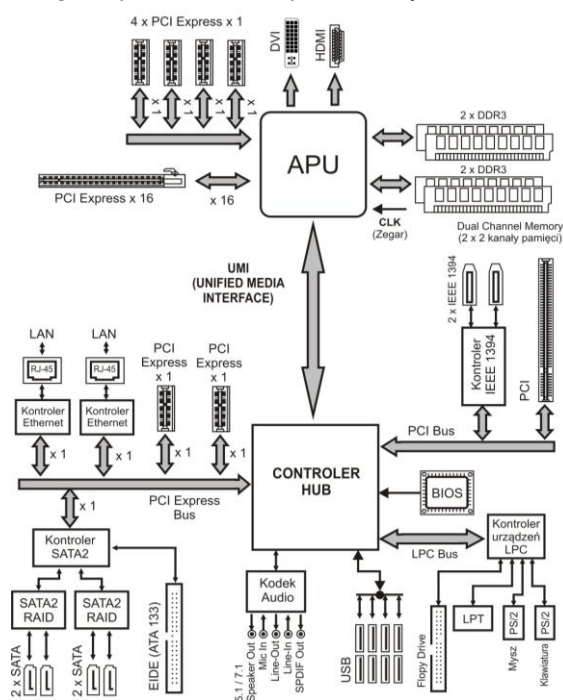 4 x PCI Express x 1
DVI
HDMI
x 1
x 1
x 1
x 1
APU
2 x DDR3
2 x DDR3
PCI Express x 16
x 16
CLK
(Zegar)
Dual Channel Memory
(2 x 2 kanały pamięci)
UMI
(UNIFIED MEDIA
INTERFACE)
2 x IEEE 1394
Kontroler
IEEE 1394
PCI
LAN
LAN
RJ-45
RJ-45
Kontroler
Ethernet
Kontroler
Ethernet
PCI
Express
x 1
PCI
Express
x 1
x 1
x 1
x 1
x 1
PCI Bus
PCI Express
Bus
CONTROLER
HUB
BIOS
x 1
Kontroler
SATA2
LPC Bus
Kontroler
urządzeń
LPC
SATA2
RAID
SATA2
RAID
2 x SATA
2 x SATA
EIDE (ATA 133)
Kodek
Audio
5.1 / 7.1
Speaker Out
Mic In
Line-Out
Line-In
SPDIF Out
USB
Flopy Drive
LPT
PS/2
Mysz
PS/2
Klawiatura